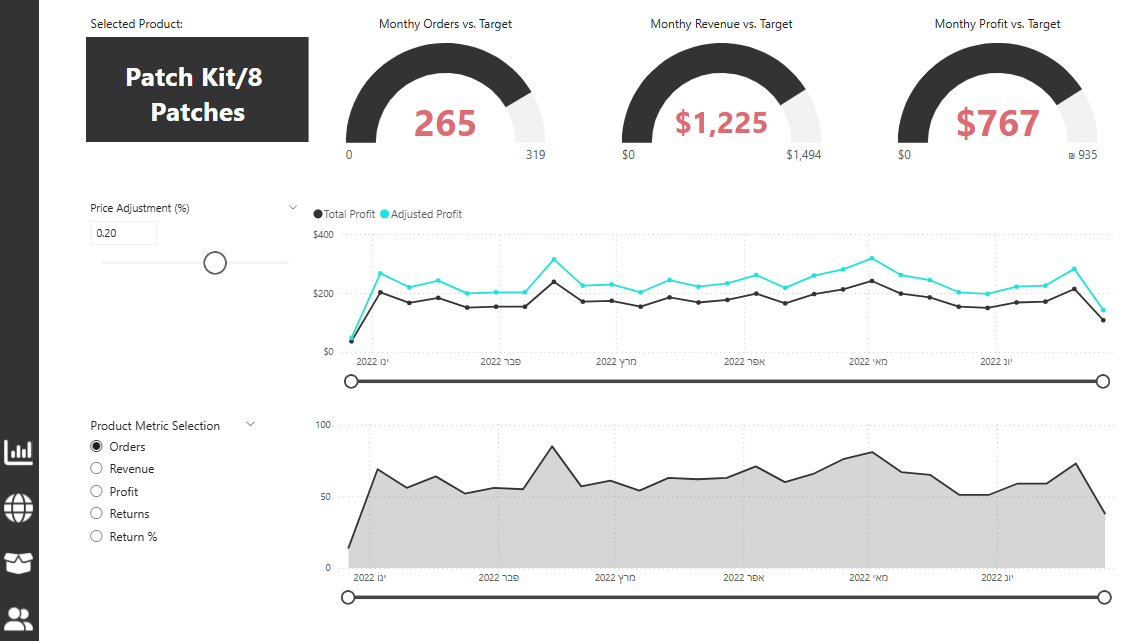 Selected Product:
Patch Kit/8
Patches
Monthy Orders vs. Target
265
0
319
Monthy Revenue vs. Target
$1,225
$0
$1,494
Monthy Profit vs. Target
$767
$0
₪ 935
Price Adjustment (%)
0.20
Total Profit
Adjusted Profit
$400
$200
$0
ינו 2022
פבר 2022
מרץ 2022
אפר 2022
מאי 2022
יונ 2022
Product Metric Selection
Orders
Revenue
Profit
Returns
Return %
100
50
0
ינו 2022
פבר 2022
מרץ 2022
אפר 2022
מאי 2022
יונ 2022